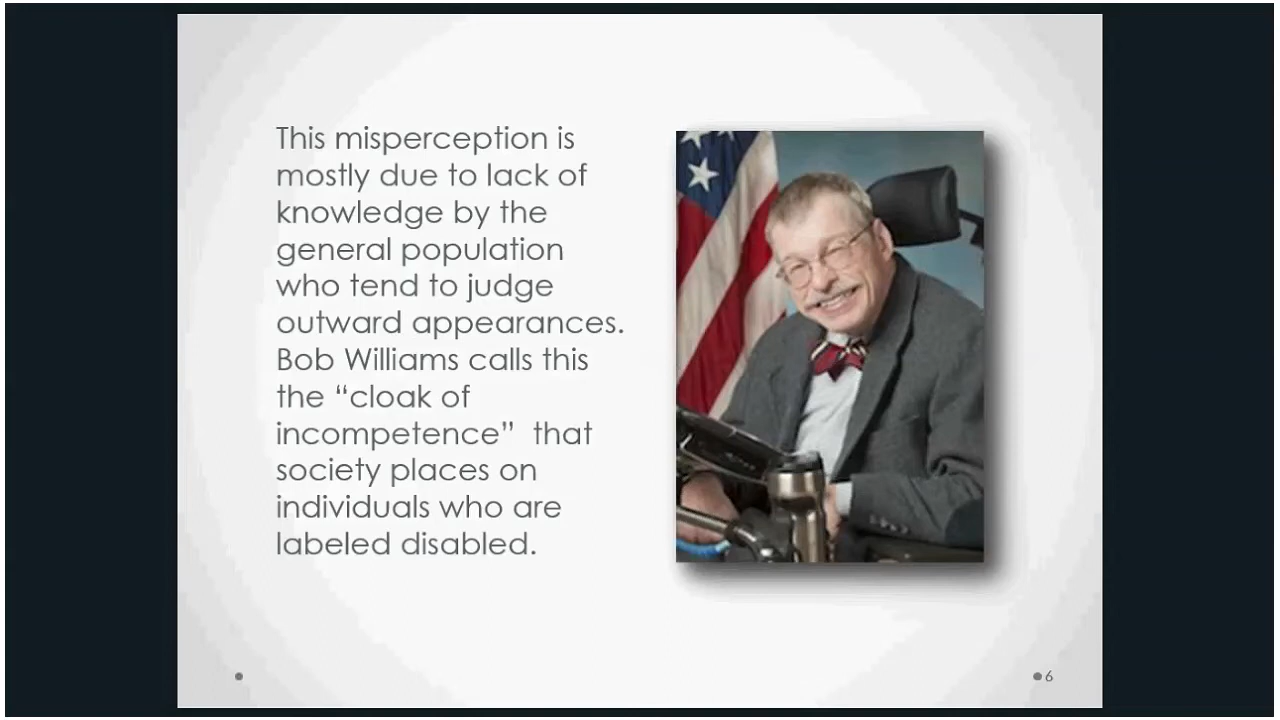 This misperception is
mostly due to lack of
knowledge by the
general population
who tend to judge
outward appearances.
Bob Williams calls this
the “cloak of
incompetence”  that
society places on
individuals who are
labeled disabled.
6